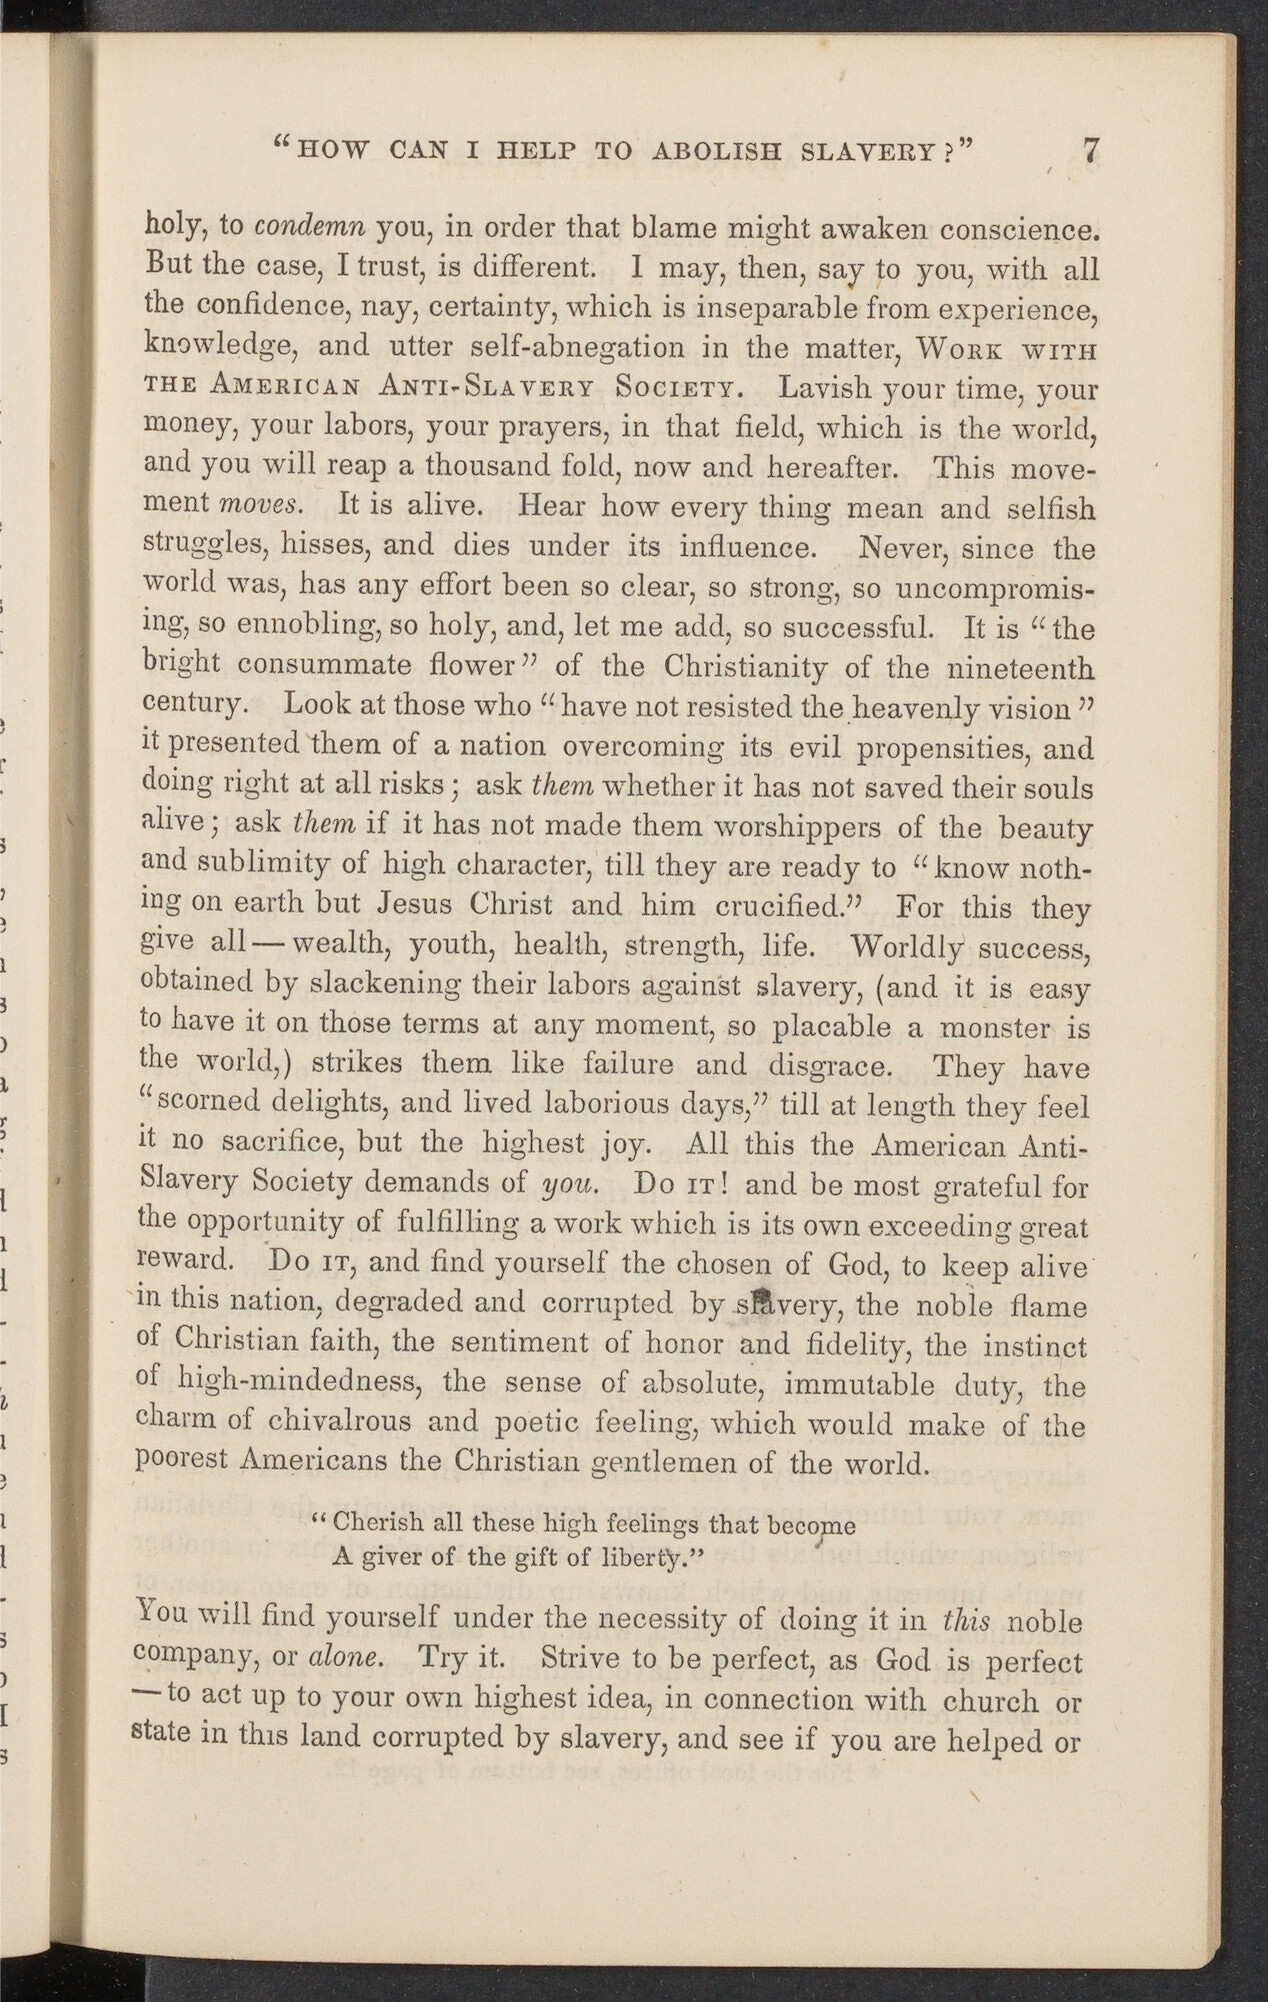 “HOW CAN I HELP TO ABOLISH SLAVERY?” 7
holy, to condemn you, in order that blame might awaken conscience.
But the case, I trust, is different. I may, then, say to you, with all
the confidence, nay, certainty, which is inseparable from experience,
knowledge, and utter self-abnegation in the matter, WORK WITH
THE AMERICAN ANTI-SLAVERY SOCIETY. Lavish your time, your
money, your labors, your prayers, in that field, which is the world,
and you will reap a thousand fold, now and hereafter. This move-
ment moves. It is alive. Hear how every thing mean and selfish
struggles, hisses, and dies under its influence. Never, since the
world was, has any effort been so clear, so strong, so uncompromis-
ing, so ennobling, so holy, and, let me add, so successful. It is “the
bright consummate flower” of the Christianity of the nineteenth
century. Look at those who “have not resisted the heavenly vision”
it presented them of a nation overcoming its evil propensities, and
doing right at all risks; ask them whether it has not saved their souls
alive; ask them if it has not made them worshippers of the beauty
and sublimity of high character, till they are ready to “know noth-
ing on earth but Jesus Christ and him crucified.” For this they
give all—wealth, youth, health, strength, life. Worldly success,
obtained by slackening their labors against slavery, (and it is easy
to have it on those terms at any moment, so placable a monster is
the world,) strikes them like failure and disgrace. They have
“scorned delights, and lived laborious days,” till at length they feel
it no sacrifice, but the highest joy. All this the American Anti-
Slavery Society demands of you. DO IT! and be most grateful for
the opportunity of fulfilling a work which is its own exceeding great
reward. DO IT, and find yourself the chosen of God, to keep alive
in this nation, degraded and corrupted by slavery, the noble flame
of Christian faith, the sentiment of honor and fidelity, the instinct
of high-mindedness, the sense of absolute, immutable duty, the
charm of chivalrous and poetic feeling, which would make of the
poorest Americans the Christian gentlemen of the world.
“Cherish all these high feelings that become
A giver of the gift of liberty.”
You will find yourself under the necessity of doing it in this noble
company, or alone. Try it. Strive to be perfect, as God is perfect
—to act up to your own highest idea, in connection with church or
state in this land corrupted by slavery, and see if you are helped or